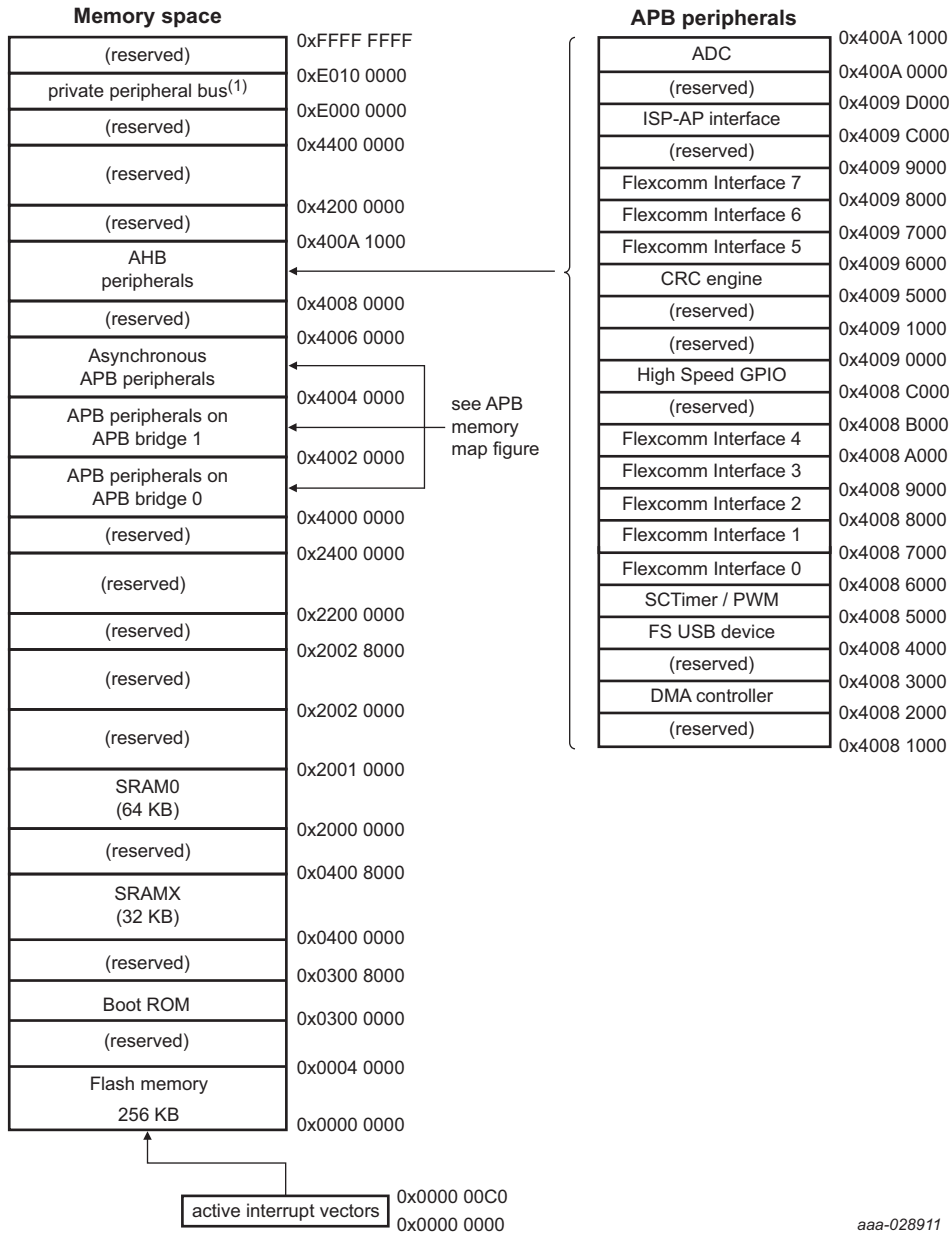 Memory space
(reserved)
0xFFFF FFFF
private peripheral bus(1)
0xE010 0000
(reserved)
0xE000 0000
(reserved)
0x4400 0000
(reserved)
0x4200 0000
AHB
peripherals
0x400A 1000
(reserved)
0x4008 0000
Asynchronous
APB peripherals
0x4006 0000
APB peripherals on
APB bridge 1
0x4004 0000
APB peripherals on
APB bridge 0
0x4002 0000
(reserved)
0x4000 0000
(reserved)
0x2400 0000
(reserved)
0x2200 0000
(reserved)
0x2002 8000
(reserved)
0x2002 0000
SRAM0
(64 KB)
0x2001 0000
(reserved)
0x2000 0000
SRAMX
(32 KB)
0x0400 8000
(reserved)
0x0400 0000
Boot ROM
0x0300 8000
(reserved)
0x0300 0000
Flash memory
256 KB
0x0004 0000
0x0000 0000
active interrupt vectors
0x0000 00C0
0x0000 0000
see APB
memory
map figure
APB peripherals
0x400A 1000
ADC
0x400A 0000
(reserved)
0x4009 D000
ISP-AP interface
0x4009 C000
(reserved)
0x4009 9000
Flexcomm Interface 7
0x4009 8000
Flexcomm Interface 6
0x4009 7000
Flexcomm Interface 5
0x4009 6000
CRC engine
0x4009 5000
(reserved)
0x4009 1000
(reserved)
0x4009 0000
High Speed GPIO
0x4008 C000
(reserved)
0x4008 B000
Flexcomm Interface 4
0x4008 A000
Flexcomm Interface 3
0x4008 9000
Flexcomm Interface 2
0x4008 8000
Flexcomm Interface 1
0x4008 7000
Flexcomm Interface 0
0x4008 6000
SCTimer / PWM
0x4008 5000
FS USB device
0x4008 4000
(reserved)
0x4008 3000
DMA controller
0x4008 2000
(reserved)
0x4008 1000
aaa-028911